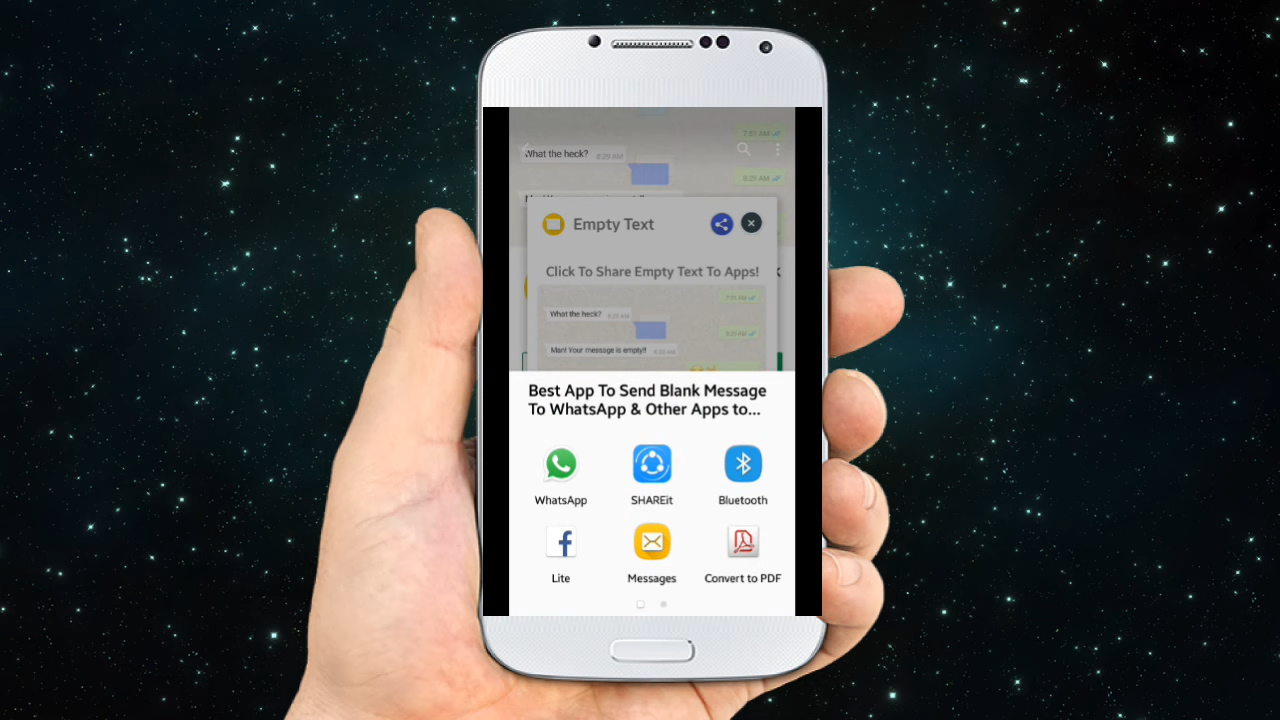 7:51 AM
What the heck? 8:29 AM
8:29 AM
Empty Text
Click To Share Empty Text To Apps!
7:51 PM
What the heck? 8:29 AM
8:29 AM
Man! Your message is empty!! 8:33 AM
Best App To Send Blank Message
To WhatsApp & Other Apps to...
WhatsApp SHAREit Bluetooth
Lite Messages Convert to PDF